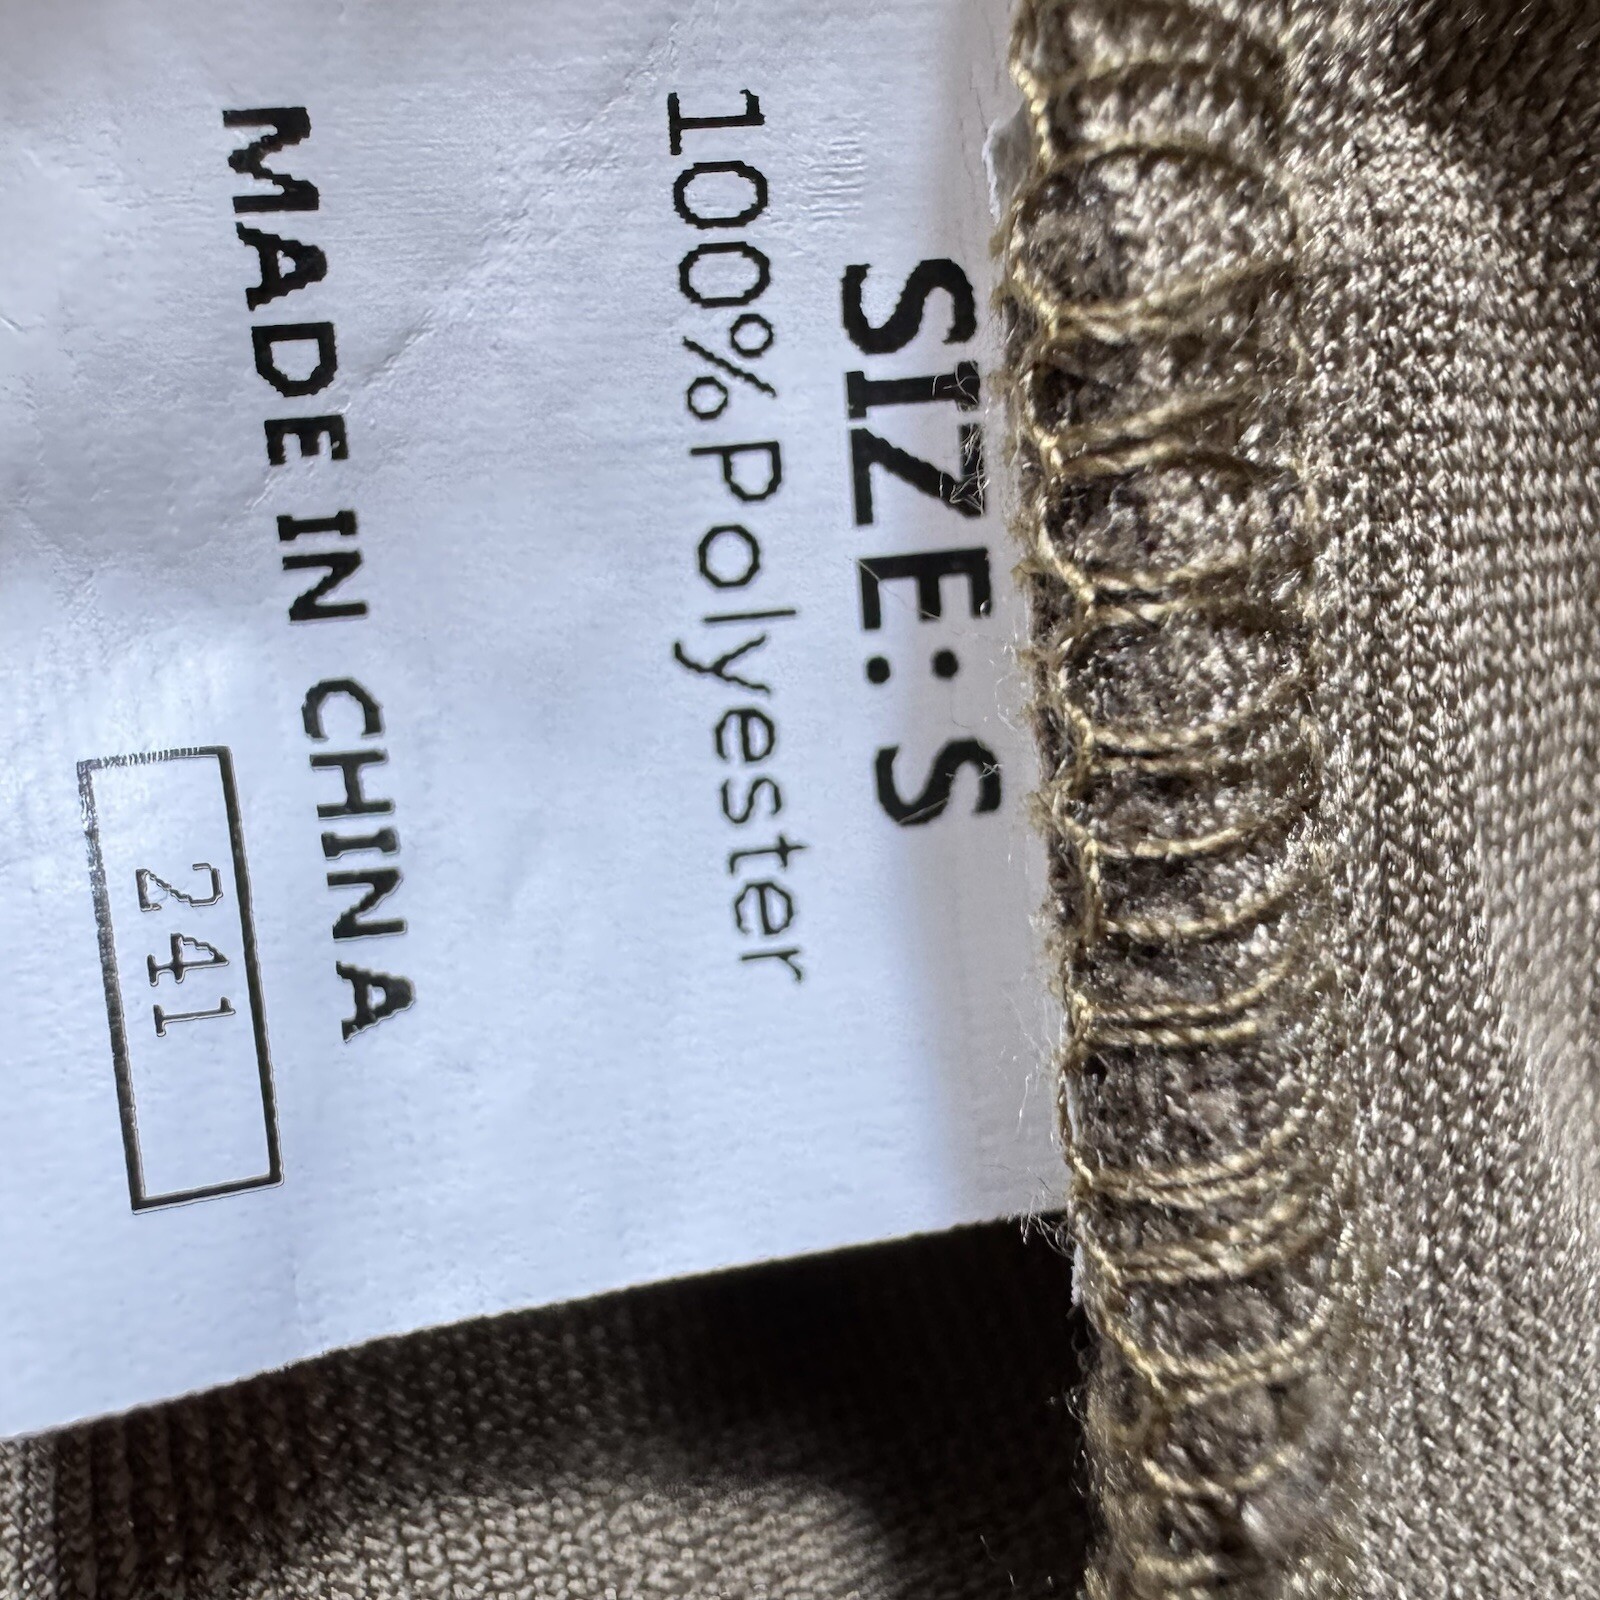 SIZE:S
100%Polyester
MADE IN CHINA
241